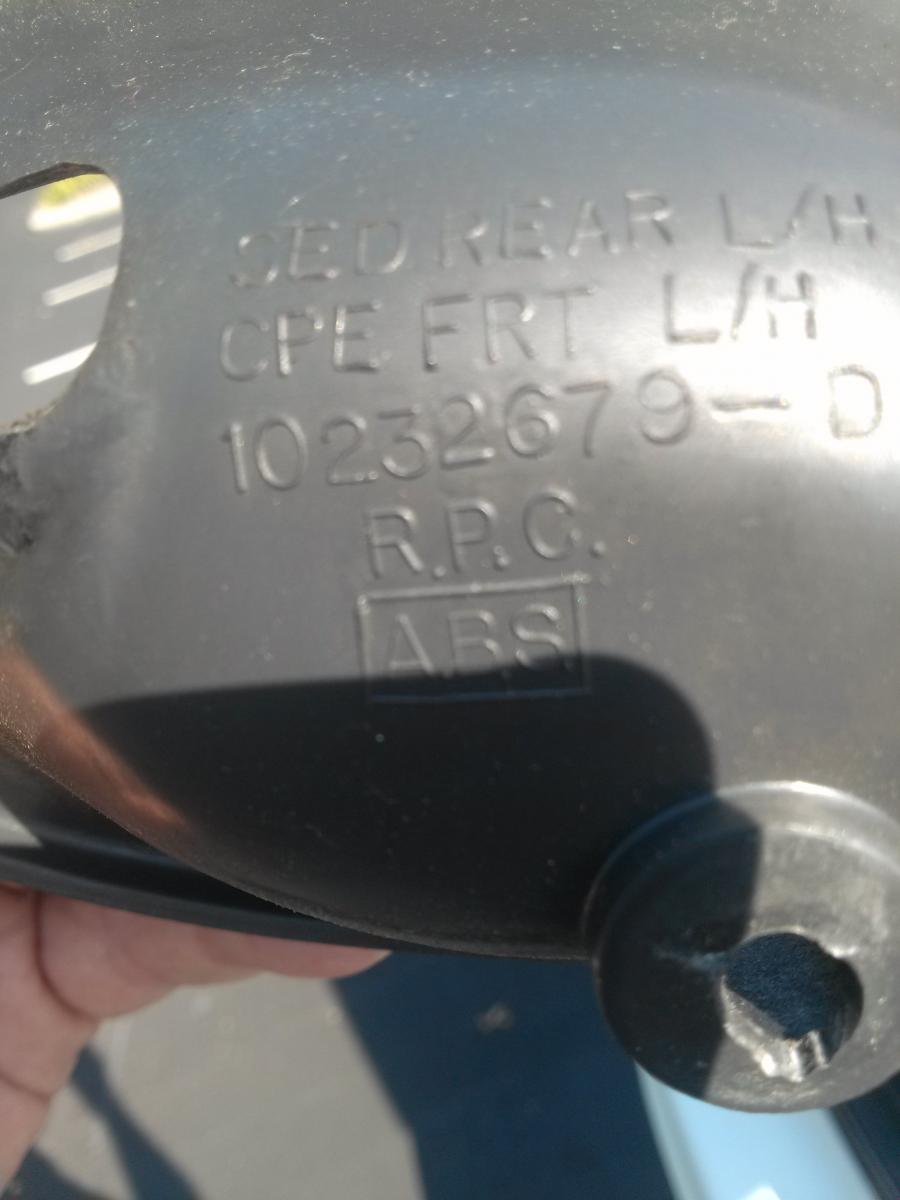 SED REAR L/H
CPE FRT L/H
10232679-D
R.P.C.
ABS